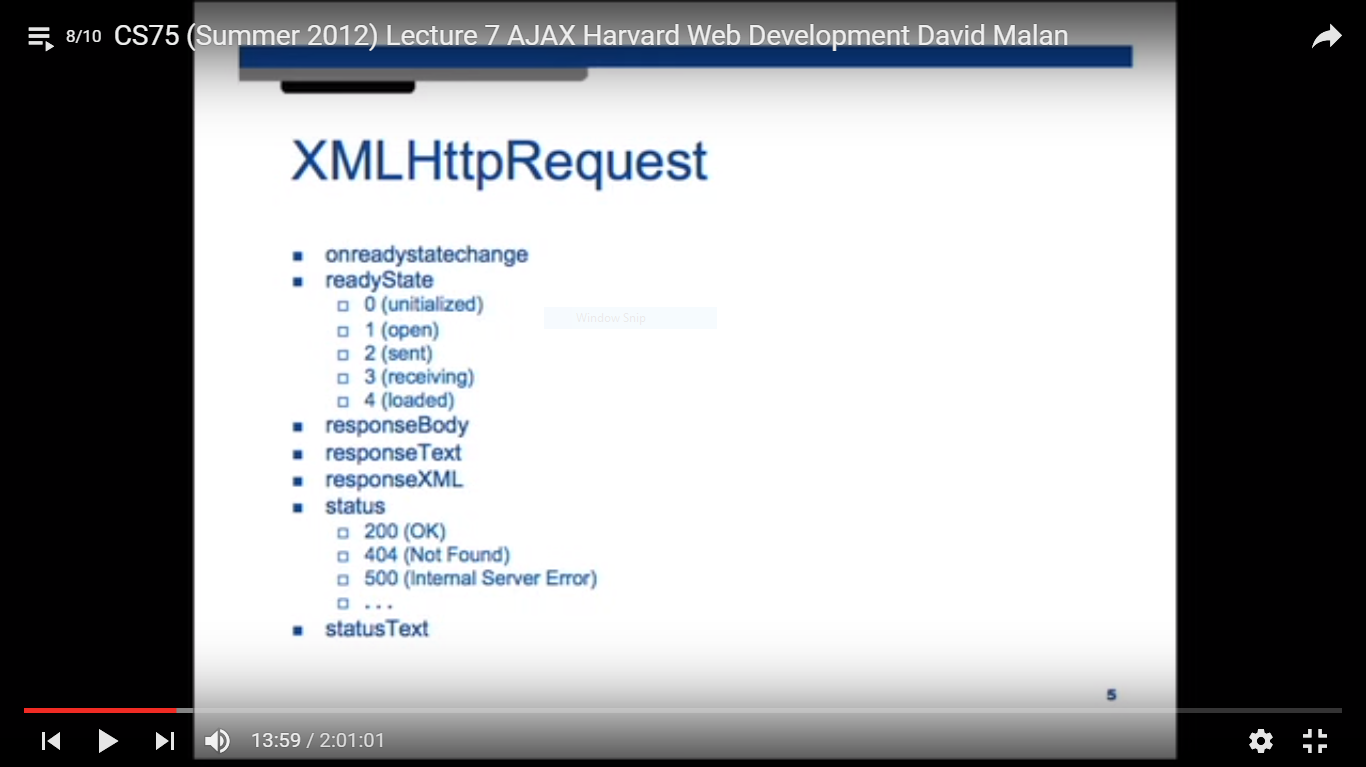 8/10 CS75 (Summer 2012) Lecture 7 AJAX Harvard Web Development David Malan
XMLHttpRequest
onreadystatechange
readyState
0 (unitialized)
Window Snip
1 (open)
2 (sent)
3 (receiving)
4 (loaded)
responseBody
responseText
responseXML
status
200 (OK)
404 (Not Found)
500 (Internal Server Error)
. . .
statusText
5
13:59 / 2:01:01